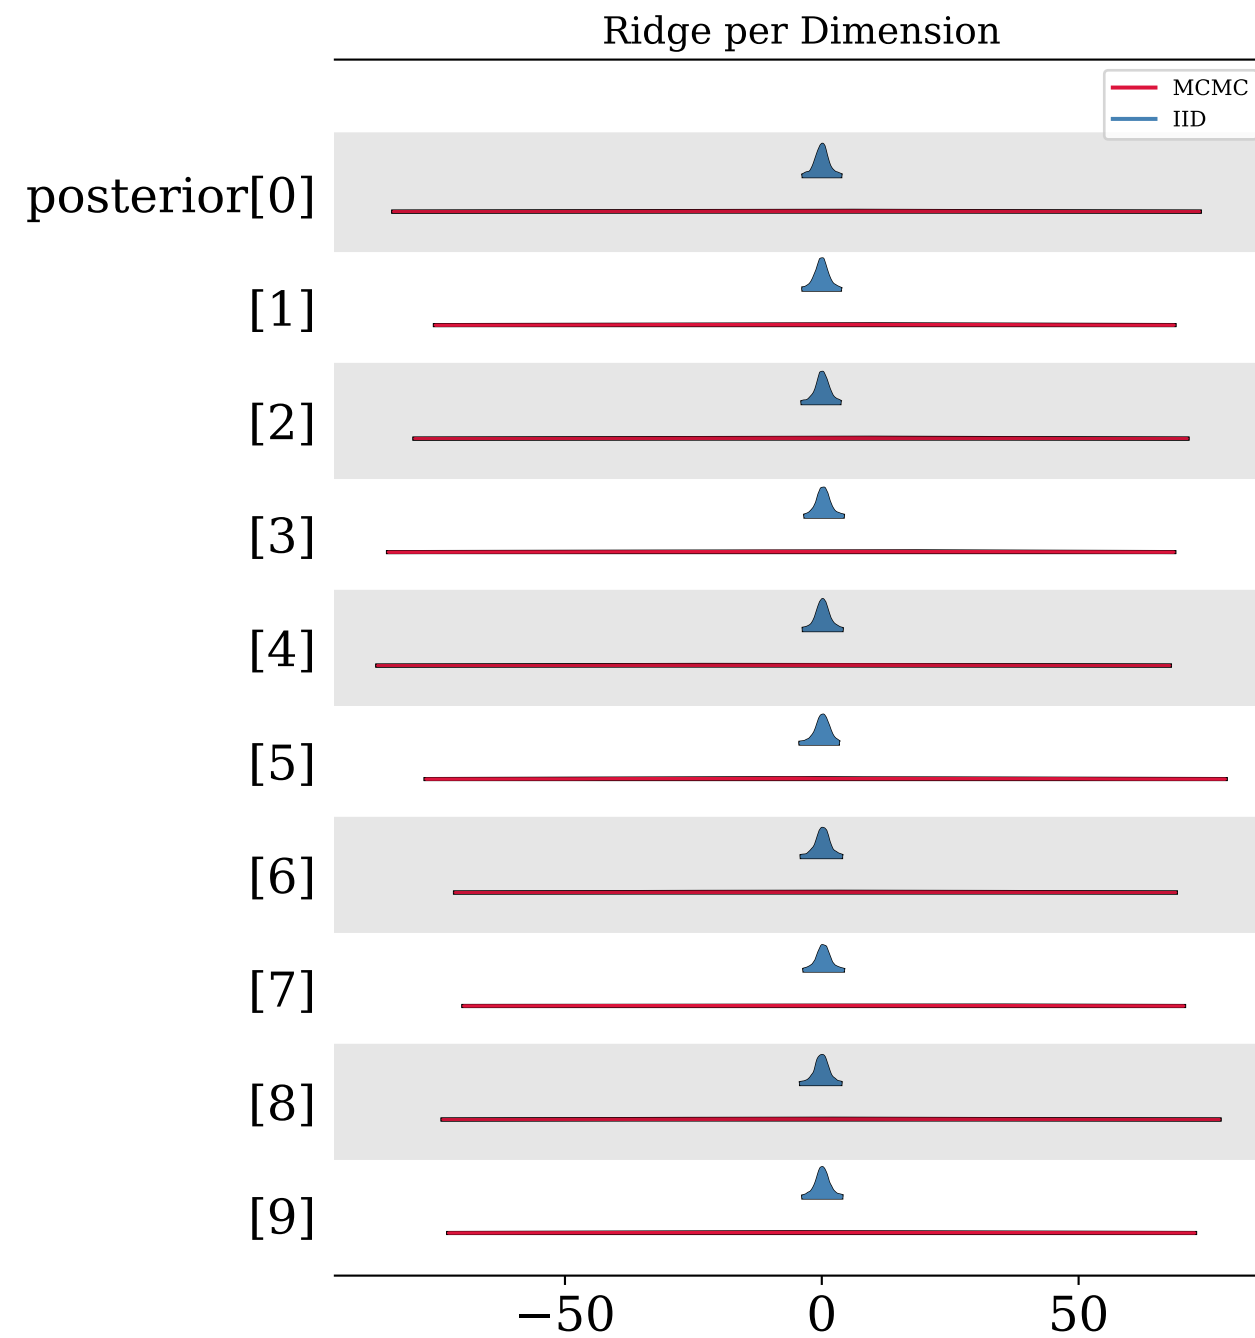 Ridge per Dimension
MCMC
IID
posterior[0]
[1]
[2]
[3]
[4]
[5]
[6]
[7]
[8]
[9]
−50 0 50